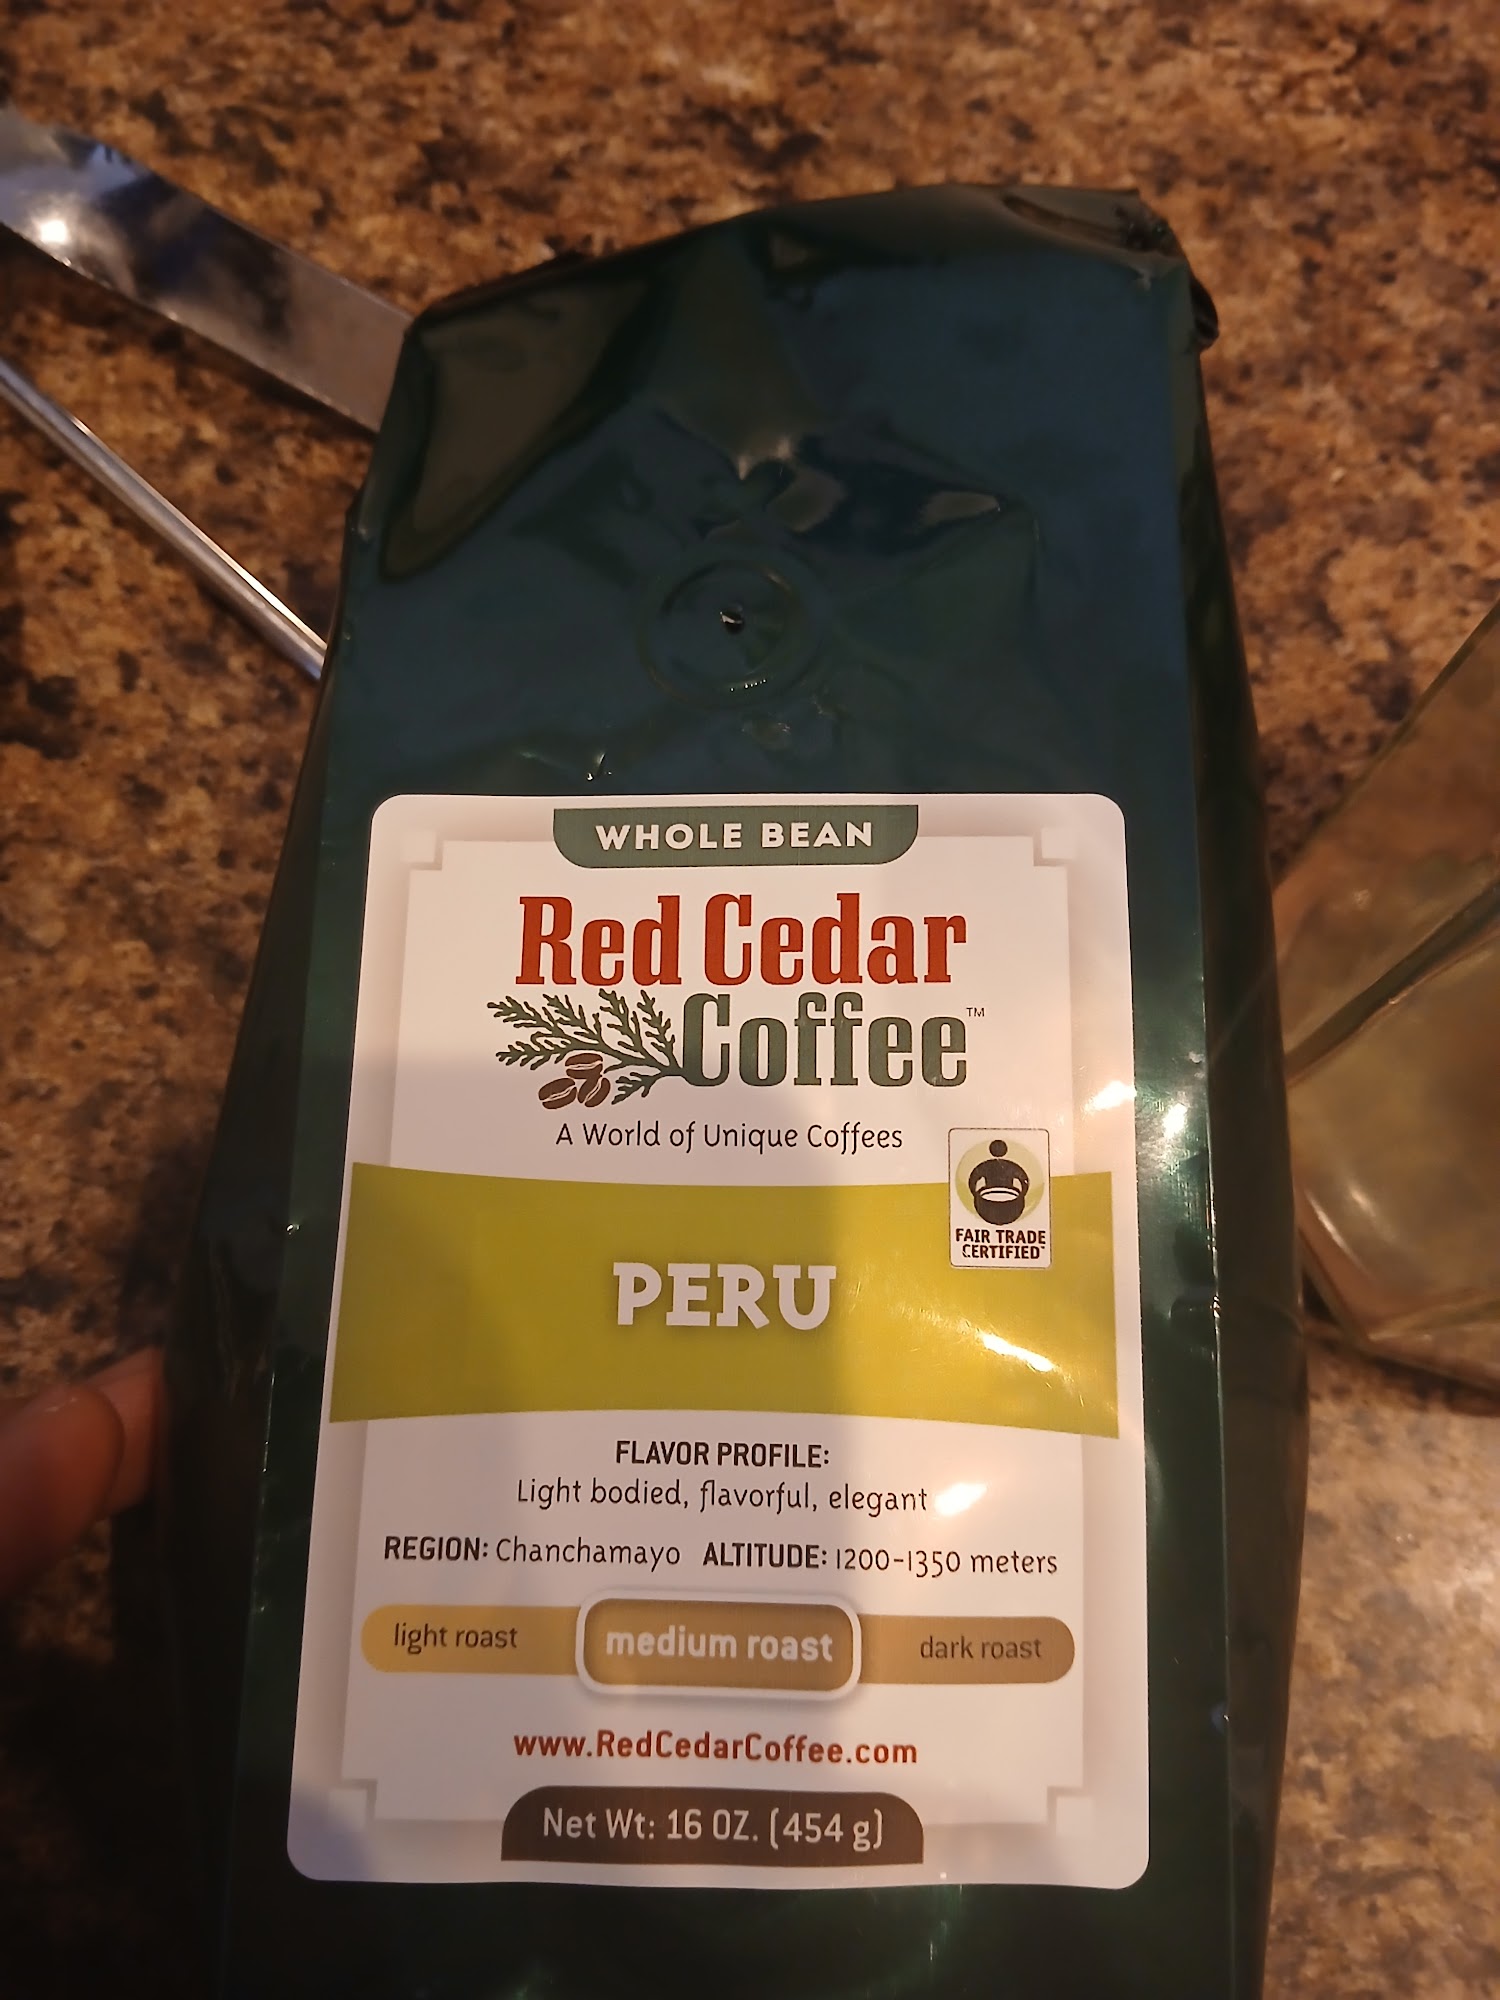 WHOLE BEAN
Red Cedar
Coffee™
A World of Unique Coffees
FAIR TRADE
CERTIFIED™
PERU
FLAVOR PROFILE:
Light bodied, flavorful, elegant
REGION: Chanchamayo ALTITUDE: 1200-1350 meters
light roast medium roast dark roast
www.RedCedarCoffee.com
Net Wt: 16 OZ. (454 g)